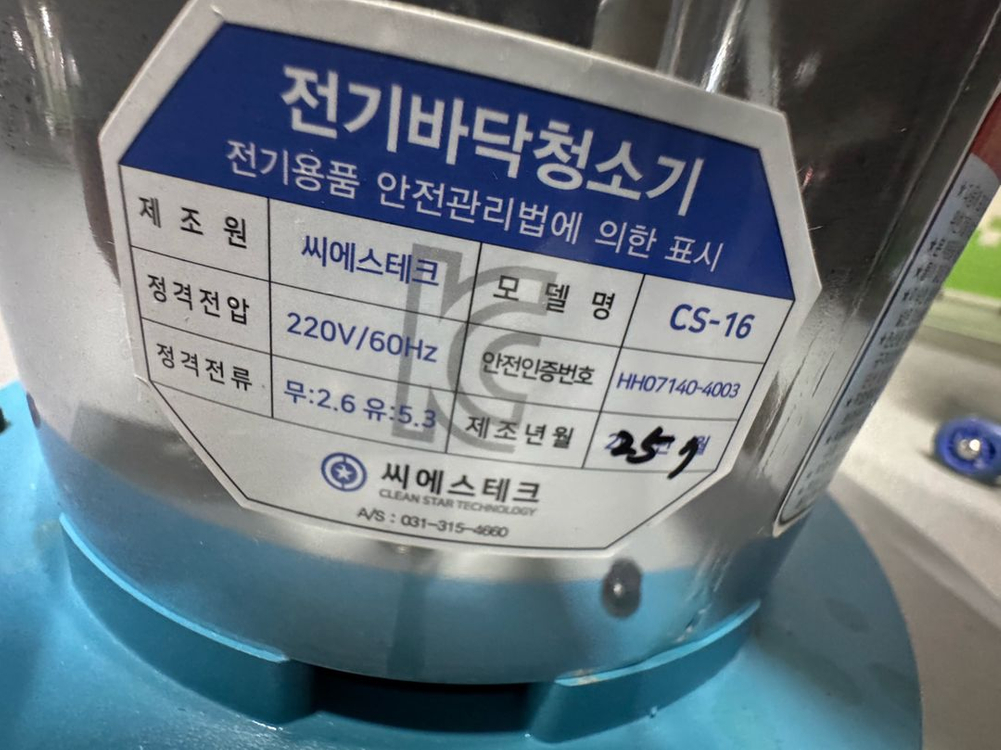 전기바닥청소기
전기용품 안전관리법에 의한 표시
제조원 씨에스테크 모델명 CS-16
정격전압 220V/60Hz 안전인증번호 HH07140-4003
정격전류 무:2.6 유:5.3 제조년월 25
씨에스테크
CLEAN STAR TECHNOLOGY
A/S : 031-315-4660